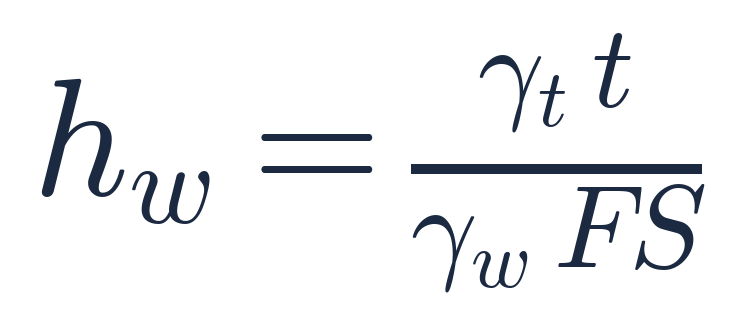 h_w = \frac{\gamma_t \, t}{\gamma_w \, FS}